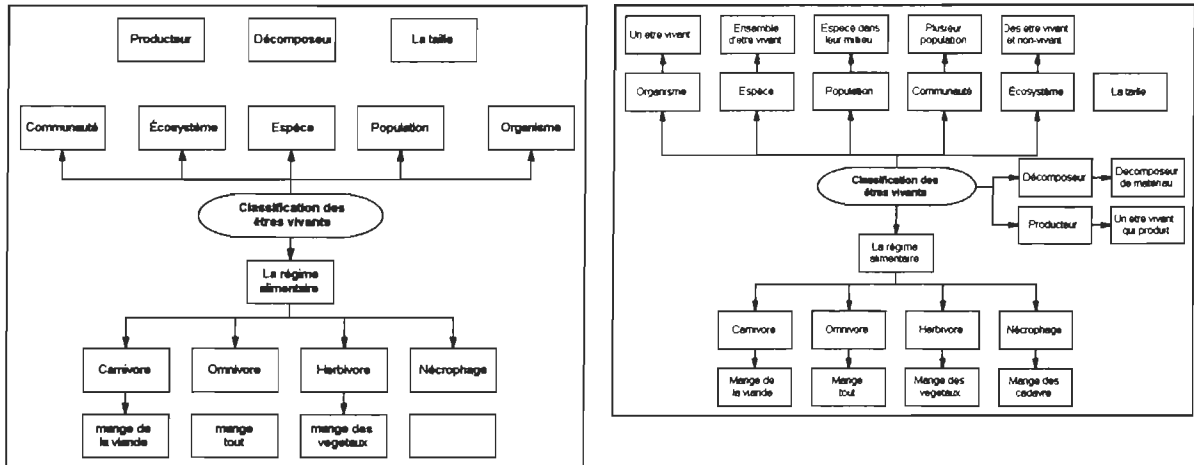 Producteur
Décomposeur
La taille
Communauté
Écosystème
Espèce
Population
Organisme
Classification des
êtres vivants
La régime
alimentaire
Carnivore
Omnivore
Herbivore
Nécrophage
mange de
la viande
mange
tout
mange des
vegetaux
Un etre vivant
Ensemble
d'etre vivant
Espece dans
leur milieu
Plusieur
population
Des etre vivant
et non-vivant
Organisme
Espèce
Population
Communauté
Écosystème
La taille
Classification des
êtres vivants
Décomposeur
Decomposeur
de materiau
Producteur
Un etre vivant
qui produit
La régime
alimentaire
Carnivore
Omnivore
Herbivore
Nécrophage
Mange de
la viande
Mange
tout
Mange des
vegetaux
Mange des
cadavre